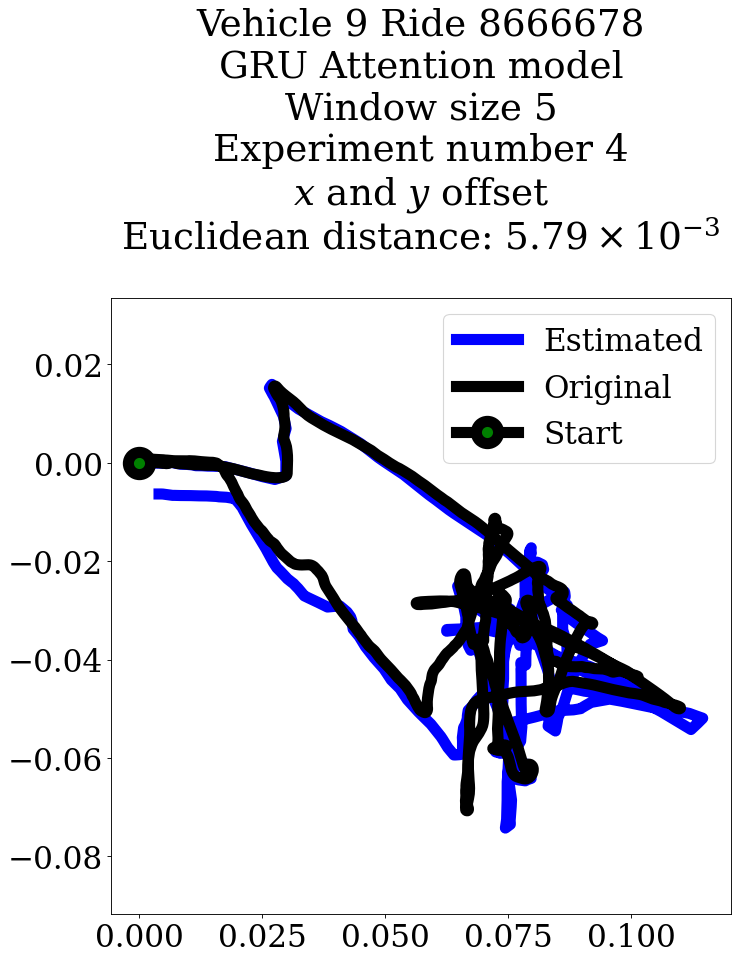 Vehicle 9 Ride 8666678
GRU Attention model
Window size 5
Experiment number 4
x and y offset
Euclidean distance: 5.79 × 10⁻³
Estimated
Original
Start
0.02
0.00
−0.02
−0.04
−0.06
−0.08
0.000 0.025 0.050 0.075 0.100